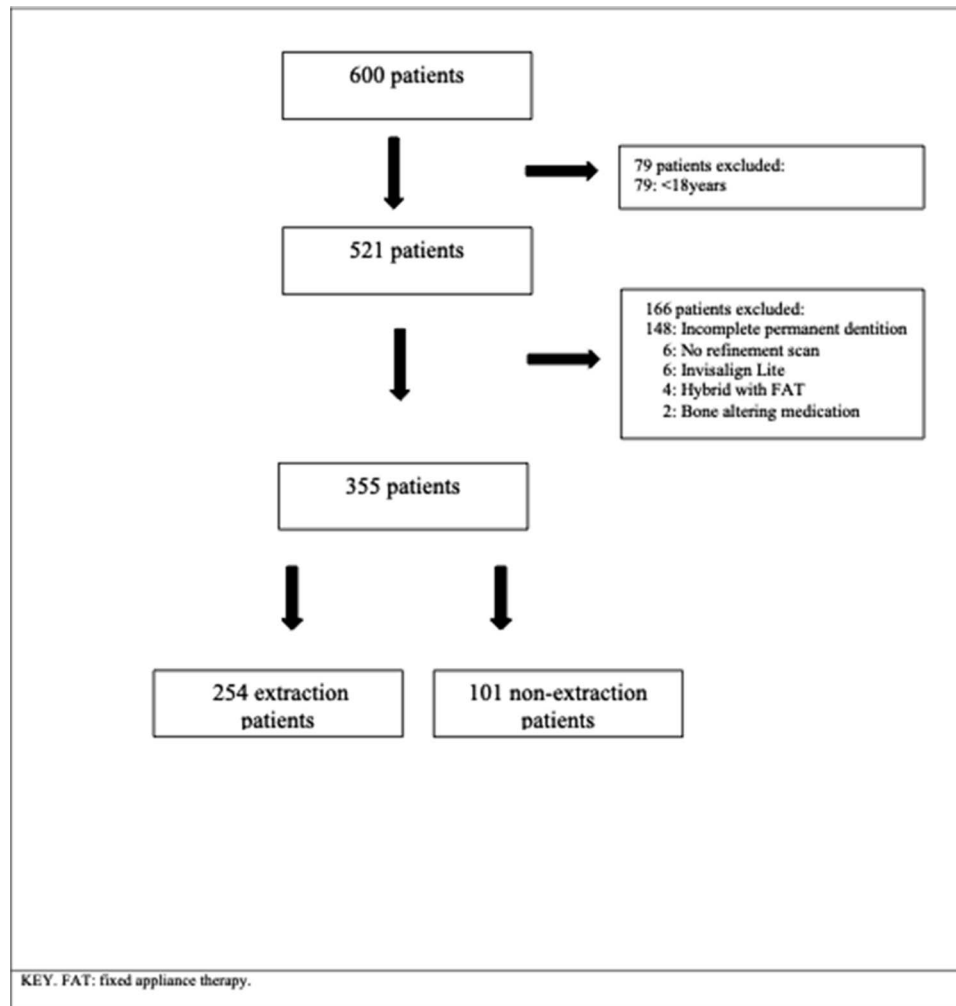 600 patients
79 patients excluded:
79: <18years
521 patients
166 patients excluded:
148: Incomplete permanent dentition
6: No refinement scan
6: Invisalign Lite
4: Hybrid with FAT
2: Bone altering medication
355 patients
254 extraction
patients
101 non-extraction
patients
KEY. FAT: fixed appliance therapy.